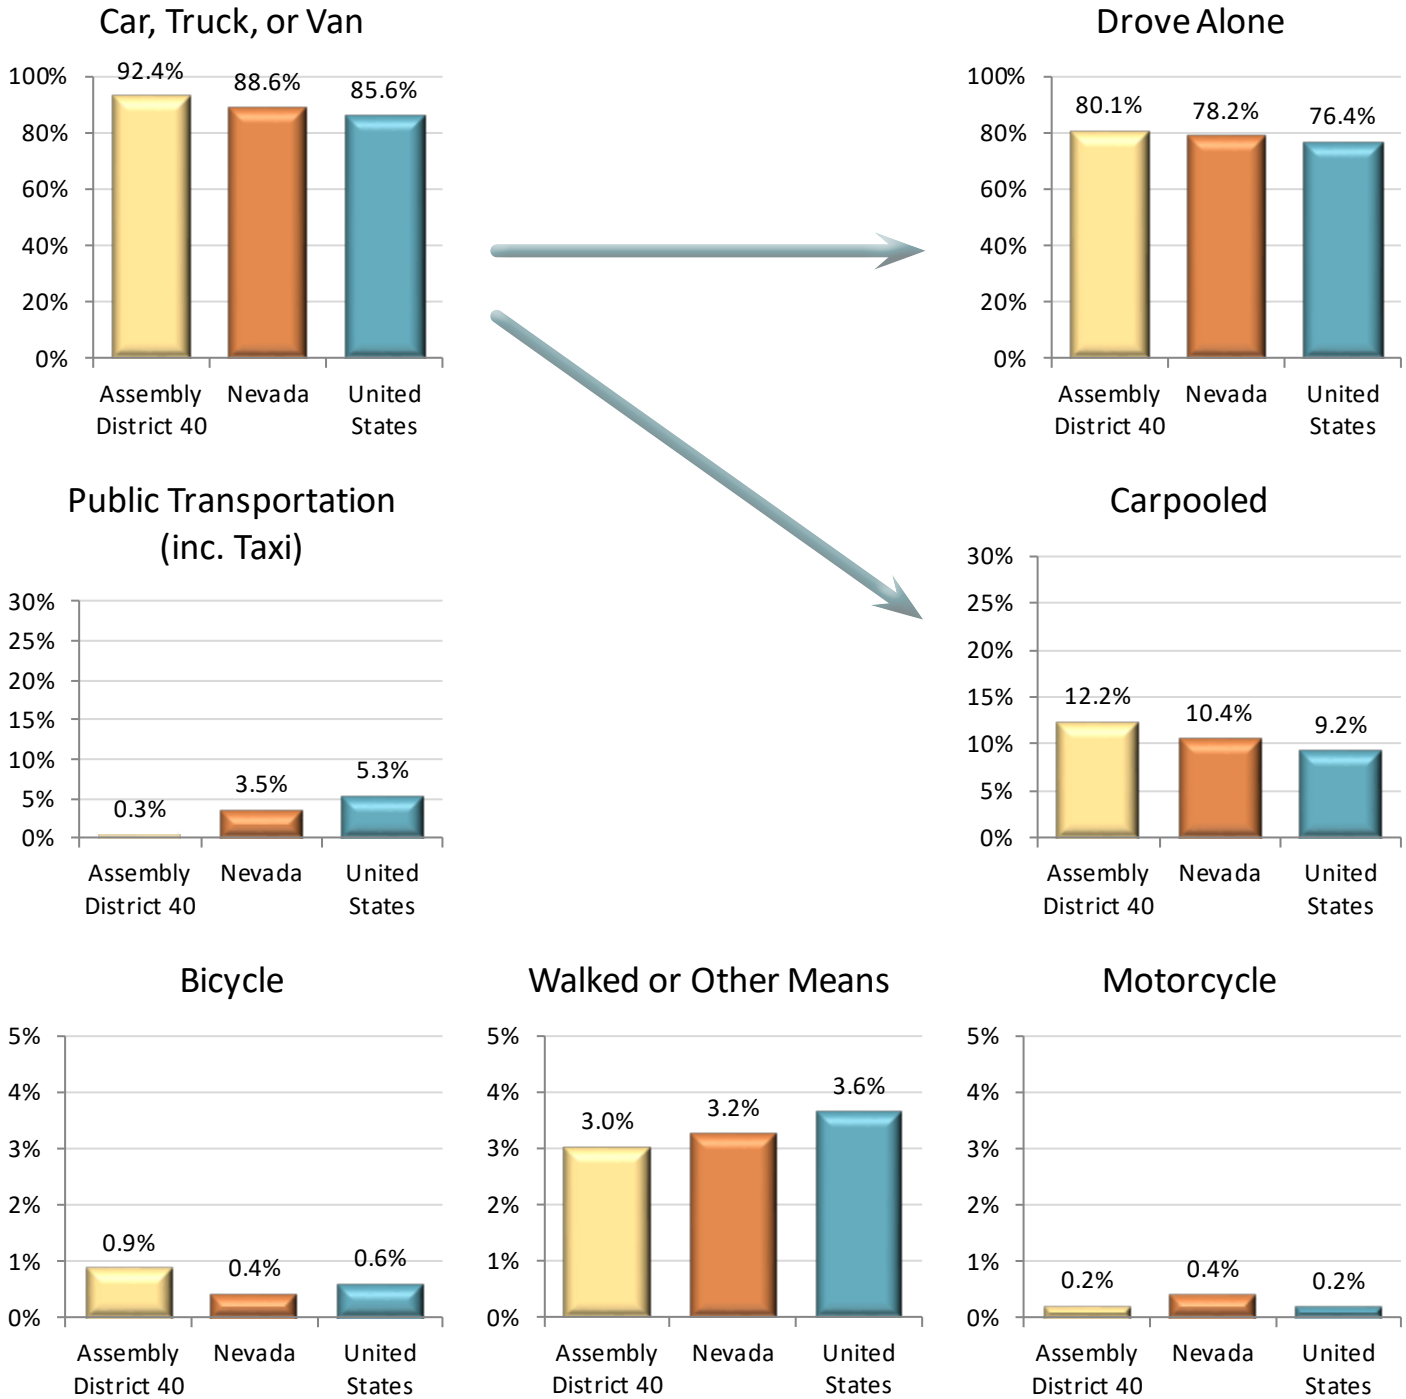 Car, Truck, or Van
100%
80%
60%
40%
20%
0%
92.4%
88.6%
85.6%
Assembly
District 40
Nevada
United
States
Drove Alone
100%
80%
60%
40%
20%
0%
80.1%
78.2%
76.4%
Assembly
District 40
Nevada
United
States
Public Transportation
(inc. Taxi)
30%
25%
20%
15%
10%
5%
0%
0.3%
3.5%
5.3%
Assembly
District 40
Nevada
United
States
Carpooled
30%
25%
20%
15%
10%
5%
0%
12.2%
10.4%
9.2%
Assembly
District 40
Nevada
United
States
Bicycle
5%
4%
3%
2%
1%
0%
0.9%
0.4%
0.6%
Assembly
District 40
Nevada
United
States
Walked or Other Means
5%
4%
3%
2%
1%
0%
3.0%
3.2%
3.6%
Assembly
District 40
Nevada
United
States
Motorcycle
5%
4%
3%
2%
1%
0%
0.2%
0.4%
0.2%
Assembly
District 40
Nevada
United
States